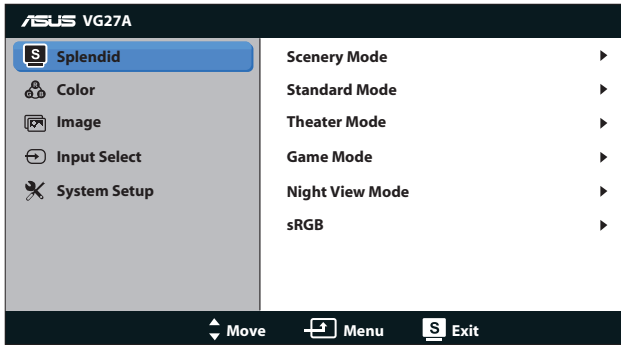 ASUS VG27A
S Splendid
Color
Image
Input Select
System Setup
Scenery Mode
Standard Mode
Theater Mode
Game Mode
Night View Mode
sRGB
Move Menu S Exit